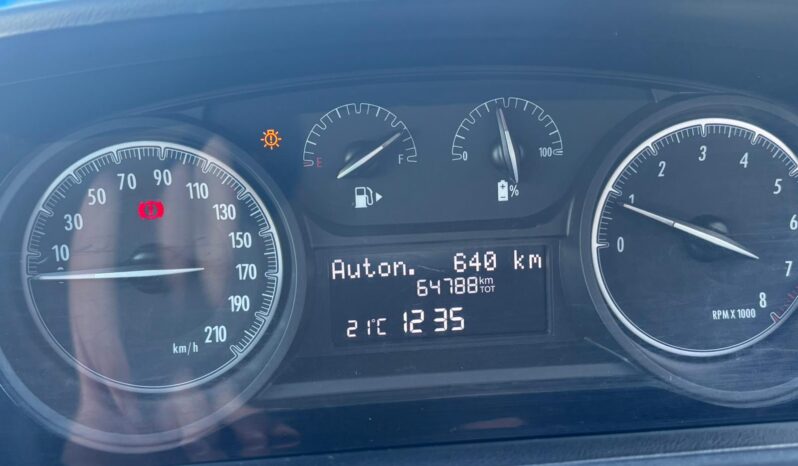 10 30 50 70 90 110 130 150 170 190 210
km/h
E F
0 100
%
Auton. 640 km
64788 km TOT
21°C 12:35
0 1 2 3 4 5 6 7 8
RPM X 1000